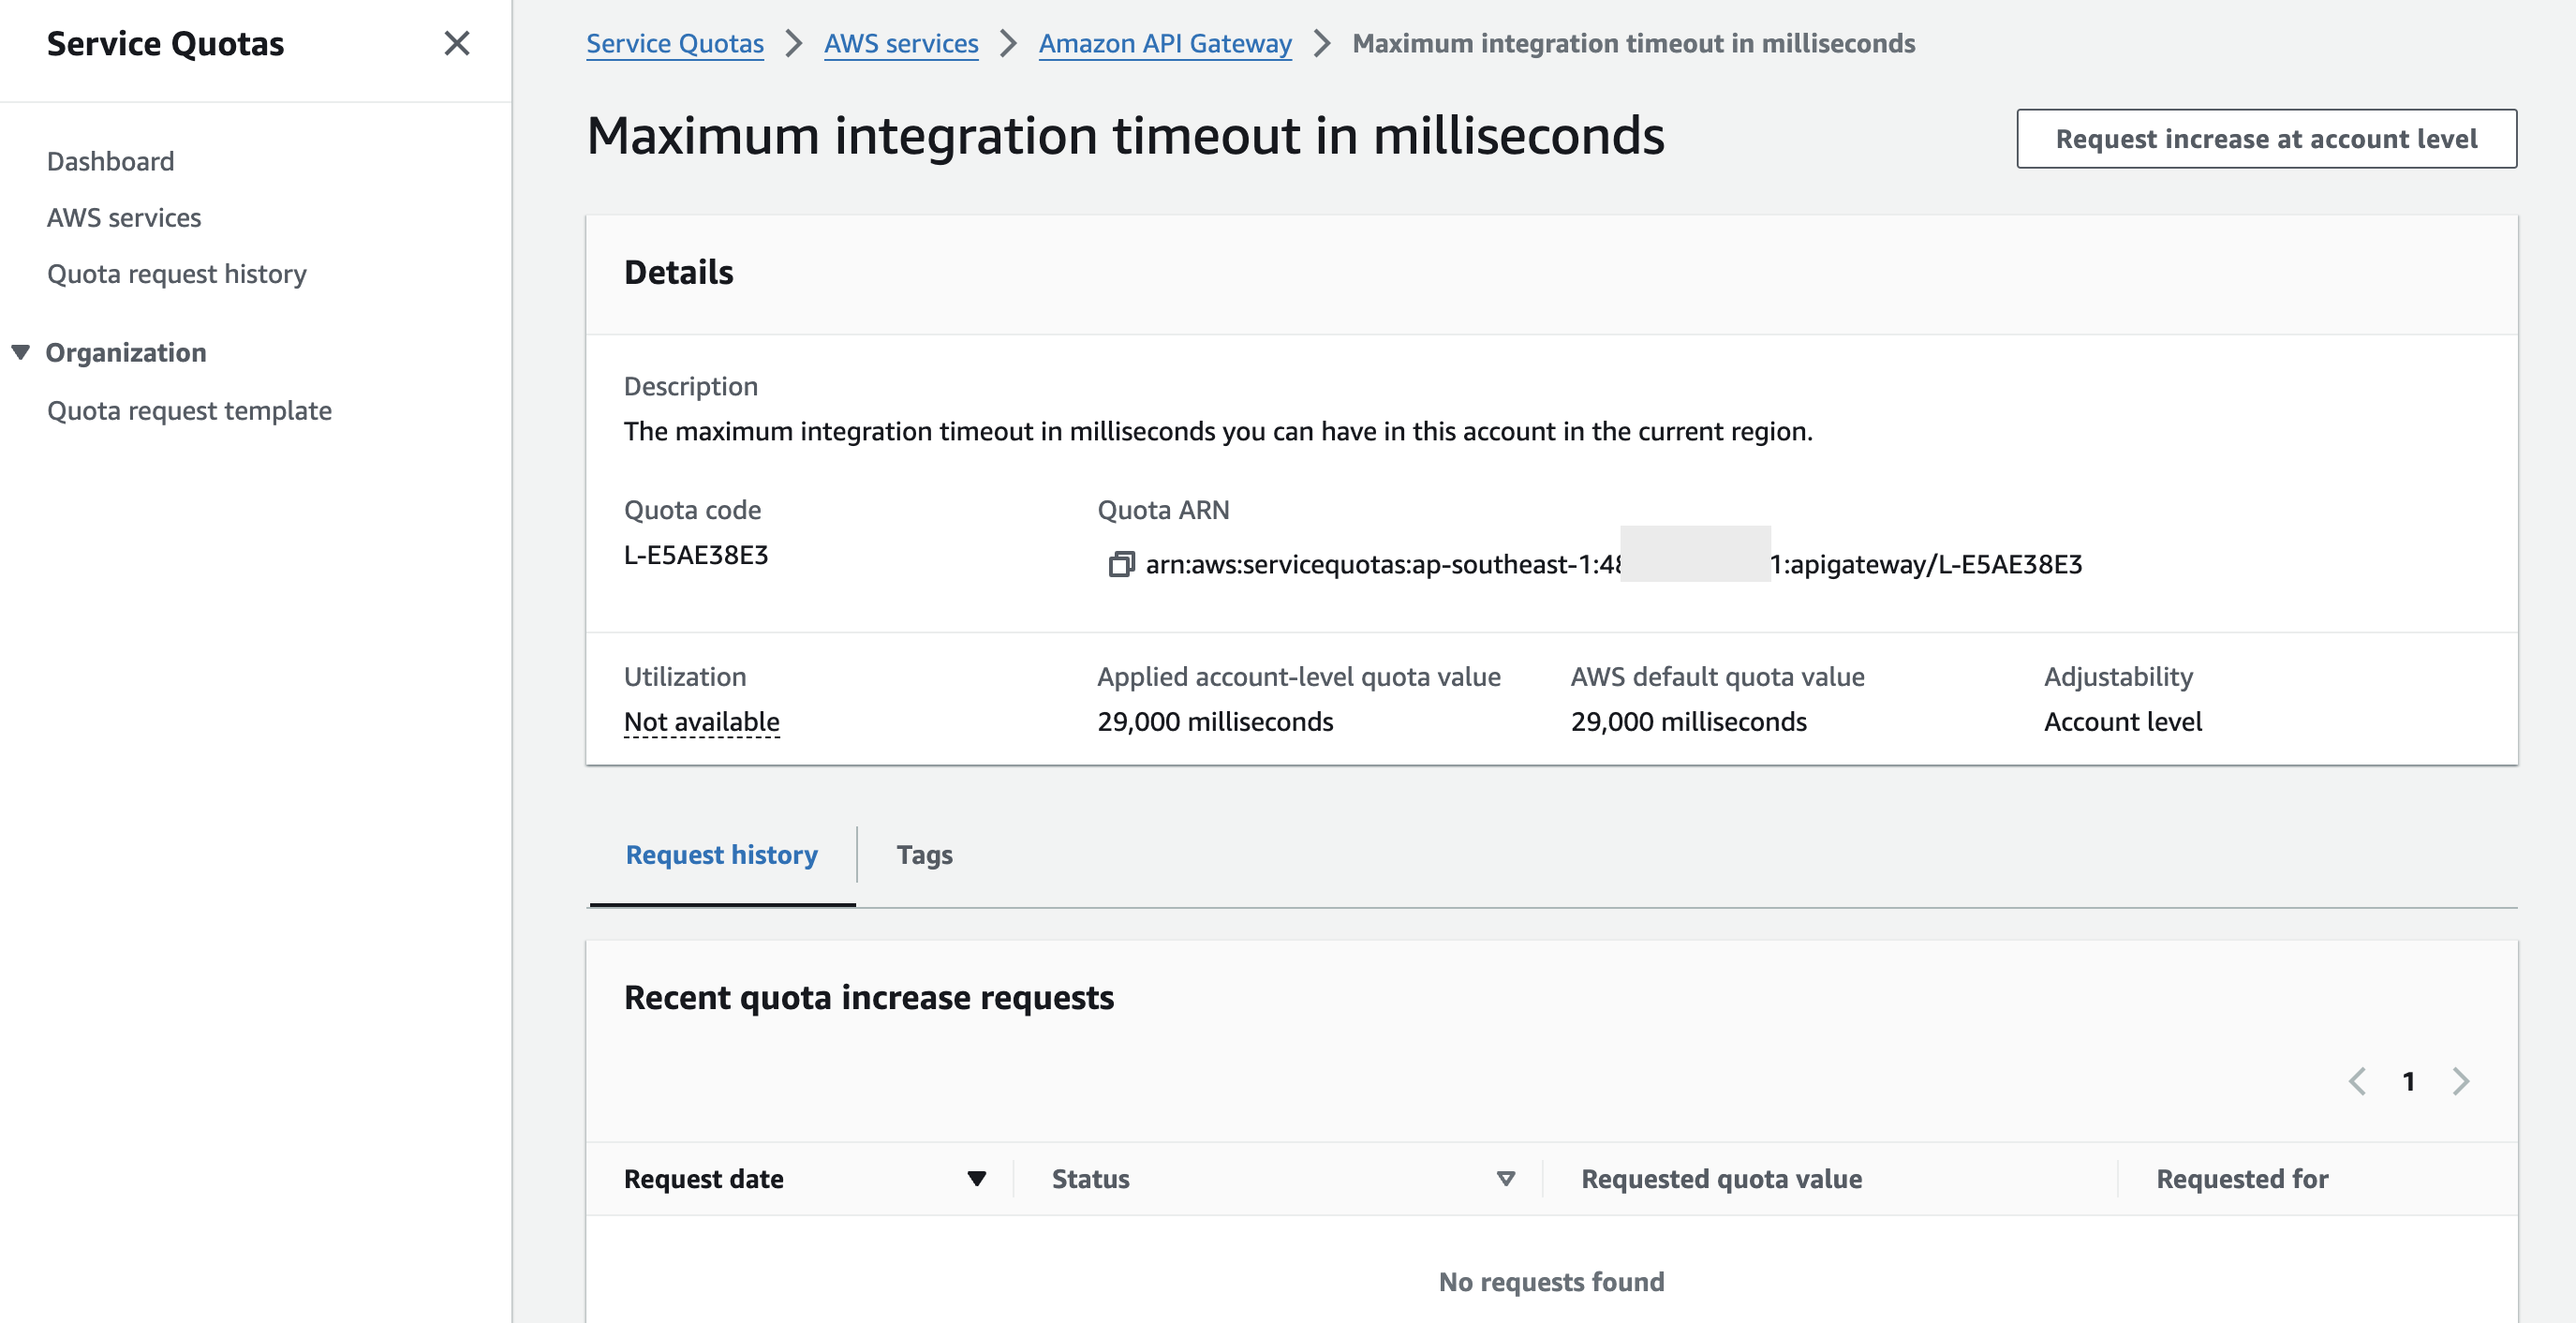 Service Quotas
Dashboard
AWS services
Quota request history
Organization
Quota request template
Service Quotas > AWS services > Amazon API Gateway > Maximum integration timeout in milliseconds
Maximum integration timeout in milliseconds
Request increase at account level
Details
Description
The maximum integration timeout in milliseconds you can have in this account in the current region.
Quota code
L-E5AE38E3
Quota ARN
arn:aws:servicequotas:ap-southeast-1:48 1:apigateway/L-E5AE38E3
Utilization
Not available
Applied account-level quota value
29,000 milliseconds
AWS default quota value
29,000 milliseconds
Adjustability
Account level
Request history
Tags
Recent quota increase requests
1
Request date Status Requested quota value Requested for
No requests found